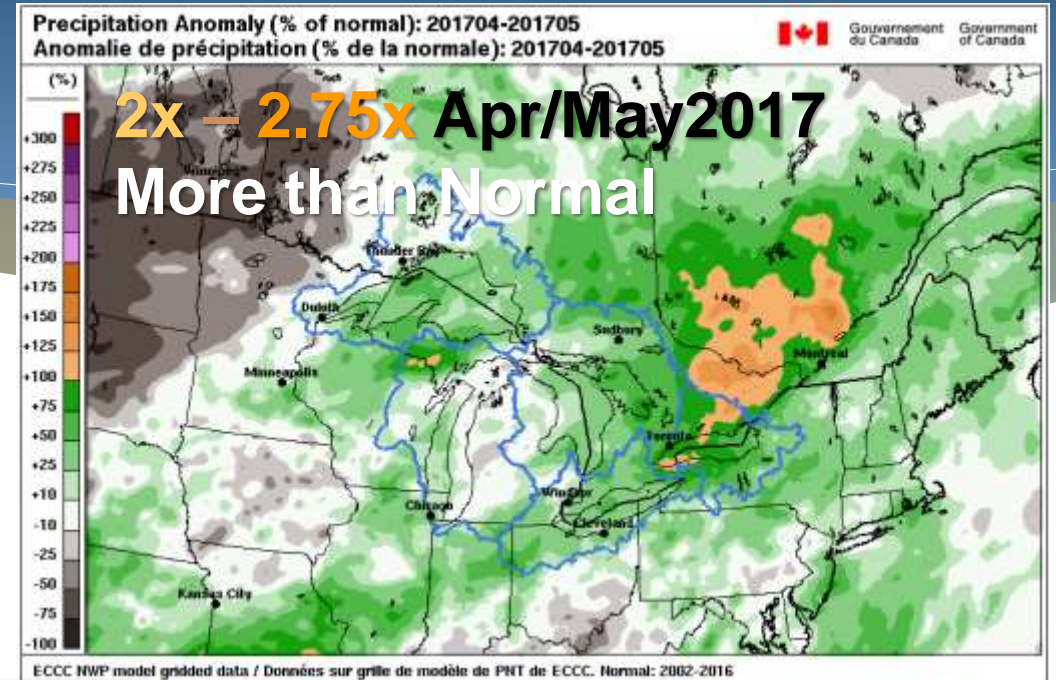 Precipitation Anomaly (% of normal): 201704-201705
Anomalie de précipitation (% de la normale): 201704-201705
Gouvernement du Canada
Government of Canada
(%)
2x – 2.75x Apr/May2017
More than Normal
+300
+275
+250
+225
+200
+175
+150
+125
+100
+75
+50
+25
+10
-10
-25
-50
-75
-100
Winnipeg
Thunder Bay
Duluth
Sudbury
Minneapolis
Montreal
Toronto
Chicago
Windsor
Cleveland
Kansas City
ECCC NWP model gridded data / Données sur grille de modèle de PNT de ECCC. Normal: 2002-2016